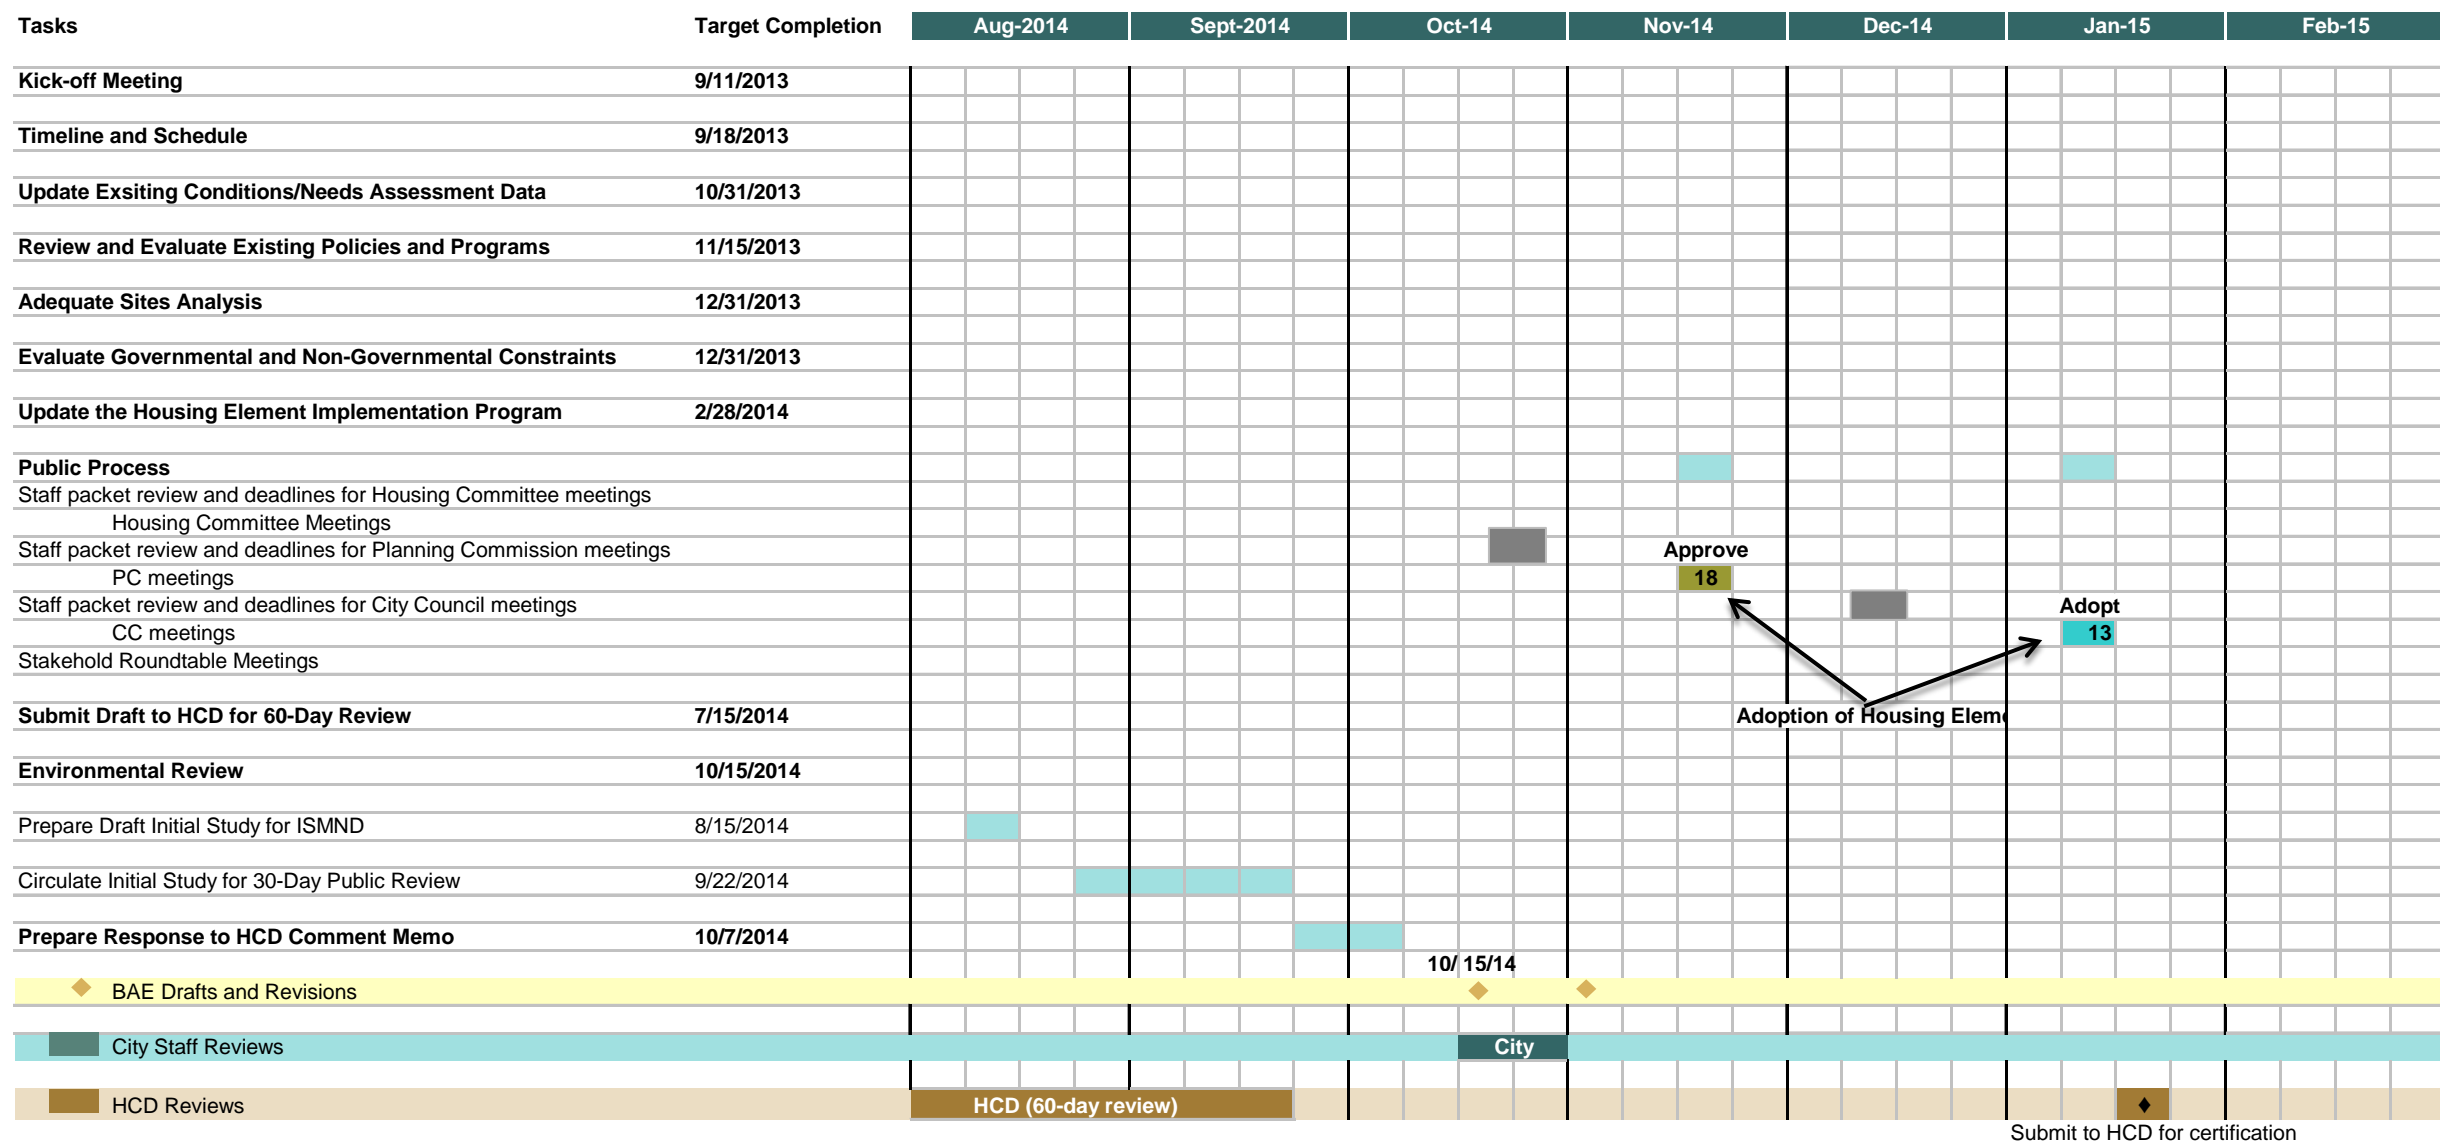 Tasks Target Completion Aug-2014 Sept-2014 Oct-14 Nov-14 Dec-14 Jan-15 Feb-15
Kick-off Meeting 9/11/2013
Timeline and Schedule 9/18/2013
Update Exsiting Conditions/Needs Assessment Data 10/31/2013
Review and Evaluate Existing Policies and Programs 11/15/2013
Adequate Sites Analysis 12/31/2013
Evaluate Governmental and Non-Governmental Constraints 12/31/2013
Update the Housing Element Implementation Program 2/28/2014
Public Process
Staff packet review and deadlines for Housing Committee meetings
Housing Committee Meetings
Staff packet review and deadlines for Planning Commission meetings Approve
PC meetings 18
Staff packet review and deadlines for City Council meetings Adopt
CC meetings 13
Stakehold Roundtable Meetings
Submit Draft to HCD for 60-Day Review 7/15/2014 Adoption of Housing Eleme
Environmental Review 10/15/2014
Prepare Draft Initial Study for ISMND 8/15/2014
Circulate Initial Study for 30-Day Public Review 9/22/2014
Prepare Response to HCD Comment Memo 10/7/2014
10/ 15/14
BAE Drafts and Revisions
City Staff Reviews City
HCD Reviews HCD (60-day review)
Submit to HCD for certification